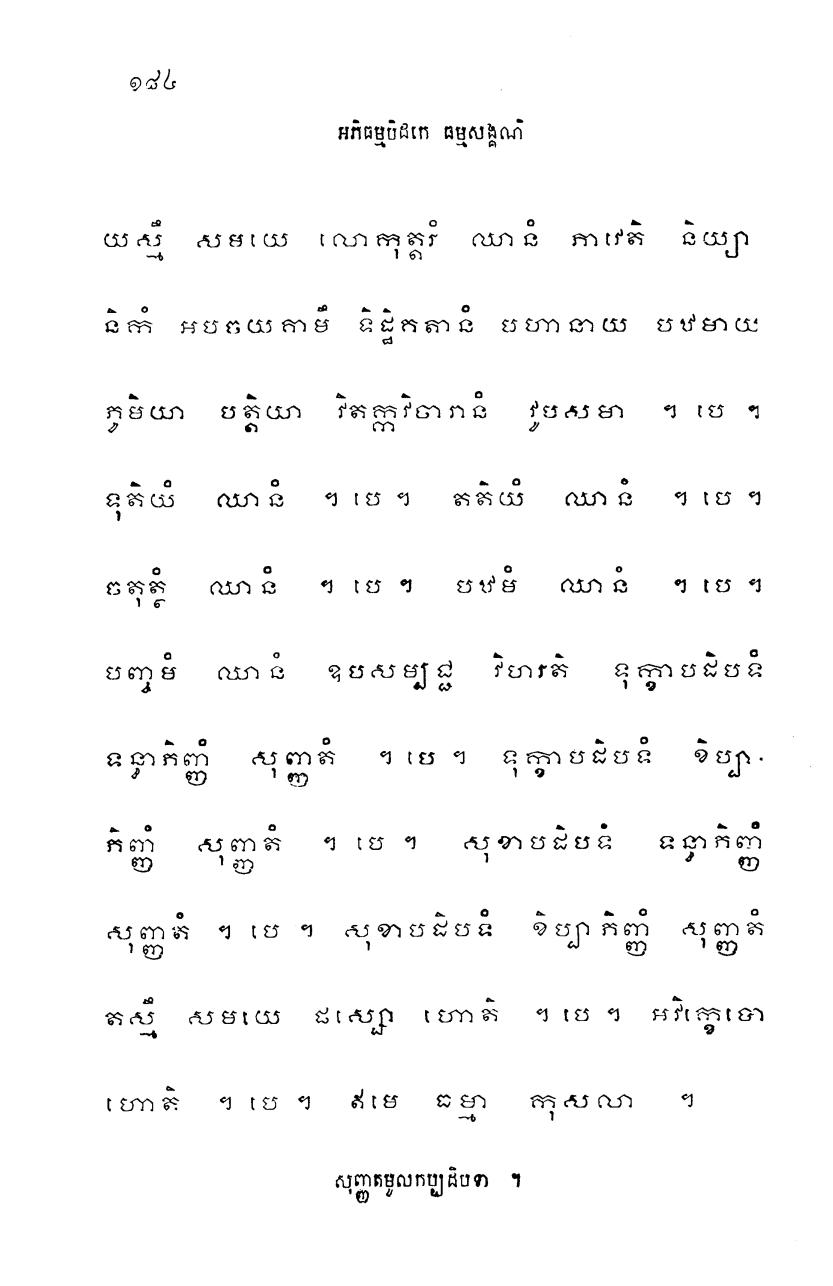 ១៨៤
អភិធម្មបិដកេ ធម្មសង្គណិ
យស្មឹ សមយេ លោកុត្តរំ ឈានំ ភាវេតិ និយ្យា
និកំ អបចយគាមឹ ទិដ្ឋិគតានំ បហានាយ បឋមាយ
ភូមិយា បត្តិយា វិតក្កវិចារានំ វូបសមា ។ បេ ។
ទុតិយំ ឈានំ ។ បេ ។ តតិយំ ឈានំ ។ បេ ។
ចតុត្ថំ ឈានំ ។ បេ ។ បឋមំ ឈានំ ។ បេ ។
បញ្ចមំ ឈានំ ឧបសម្បជ្ជ វិហរតិ ទុក្ខាបដិបទំ
ទន្ធាភិញ្ញំ សុញ្ញតំ ។ បេ ។ ទុក្ខាបដិបទំ ខិប្បា
ភិញ្ញំ សុញ្ញតំ ។ បេ ។ សុខាបដិបទំ ទន្ធាភិញ្ញំ
សុញ្ញតំ ។ បេ ។ សុខាបដិបទំ ខិប្បាភិញ្ញំ សុញ្ញតំ
តស្មឹ សមយេ ផស្សោ ហោតិ ។ បេ ។ អវិក្ខេបោ
ហោតិ ។ បេ ។ ឥមេ ធម្មា កុសលា ។
សុញ្ញតមូលកប្បដិបទា ។